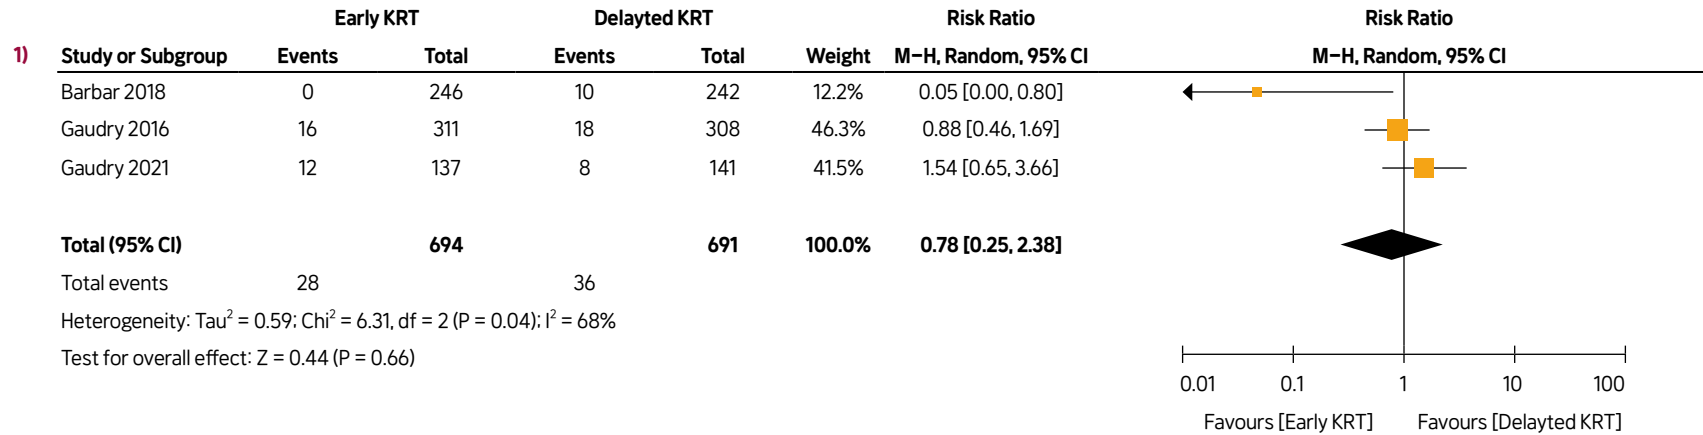 Early KRT Delayted KRT Risk Ratio Risk Ratio
1) Study or Subgroup Events Total Events Total Weight M−H, Random, 95% CI M−H, Random, 95% CI
Barbar 2018 0 246 10 242 12.2% 0.05 [0.00, 0.80]
Gaudry 2016 16 311 18 308 46.3% 0.88 [0.46, 1.69]
Gaudry 2021 12 137 8 141 41.5% 1.54 [0.65, 3.66]
Total (95% CI) 694 691 100.0% 0.78 [0.25, 2.38]
Total events 28 36
Heterogeneity: Tau² = 0.59; Chi² = 6.31, df = 2 (P = 0.04); I² = 68%
Test for overall effect: Z = 0.44 (P = 0.66)
0.01 0.1 1 10 100
Favours [Early KRT] Favours [Delayted KRT]